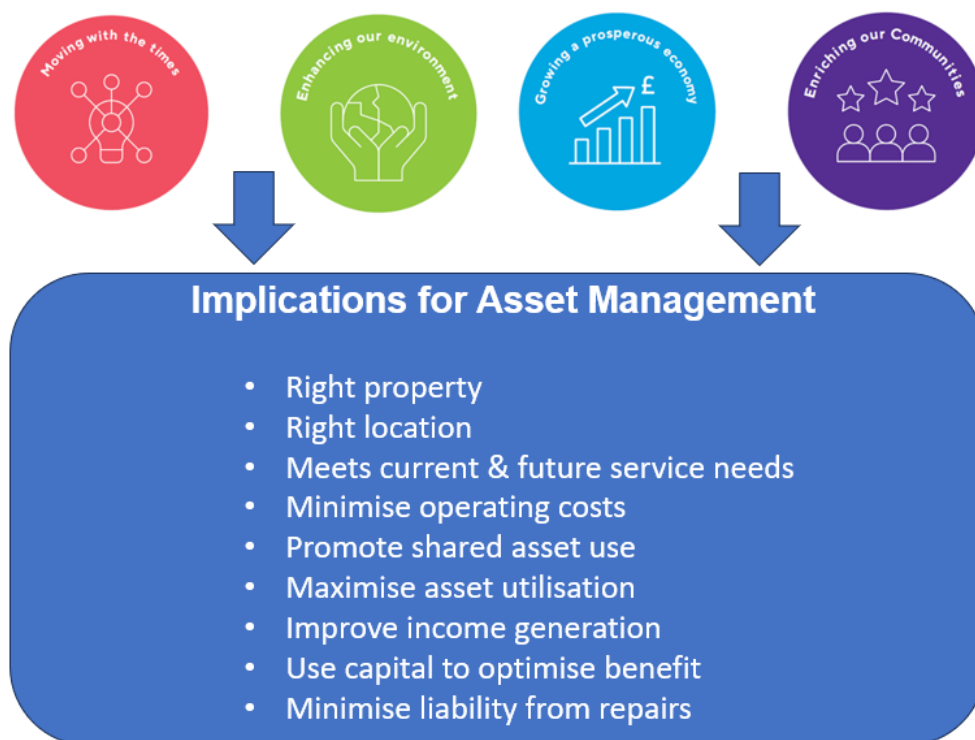 Moving with the times
Enhancing our environment
Growing a prosperous economy
£
Enriching our Communities
Implications for Asset Management
• Right property
• Right location
• Meets current & future service needs
• Minimise operating costs
• Promote shared asset use
• Maximise asset utilisation
• Improve income generation
• Use capital to optimise benefit
• Minimise liability from repairs